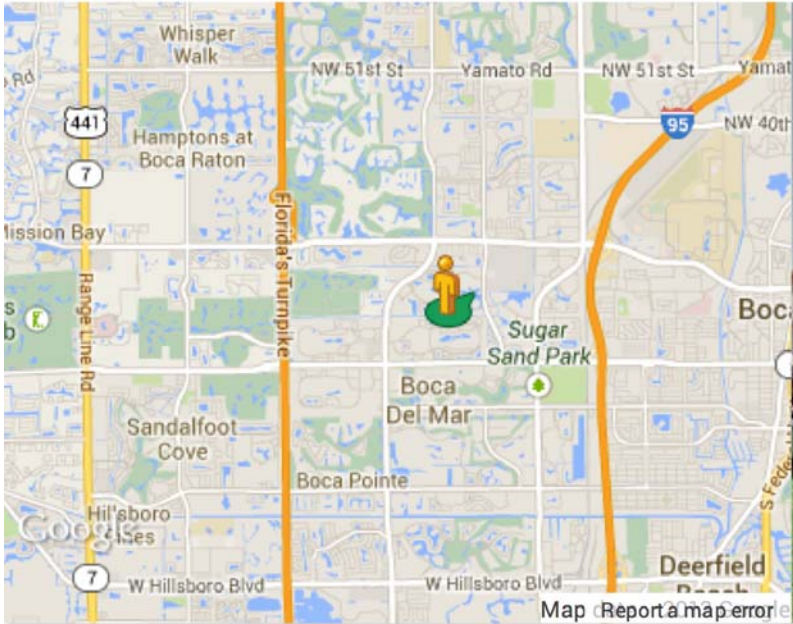 Whisper
Walk
NW 51st St
Yamato Rd
NW 51st St
Yamat
Rd
441
95
NW 40th
Hamptons at
Boca Raton
7
Florida's Turnpike
Mission Bay
Range Line Rd
s
b
Boca
Sugar
Sand Park
Boca
Del Mar
Sandalfoot
Cove
Boca Pointe
S Feder
Google
7
W Hillsboro Blvd
W Hillsboro Blvd
Deerfield
Map
Report a map error